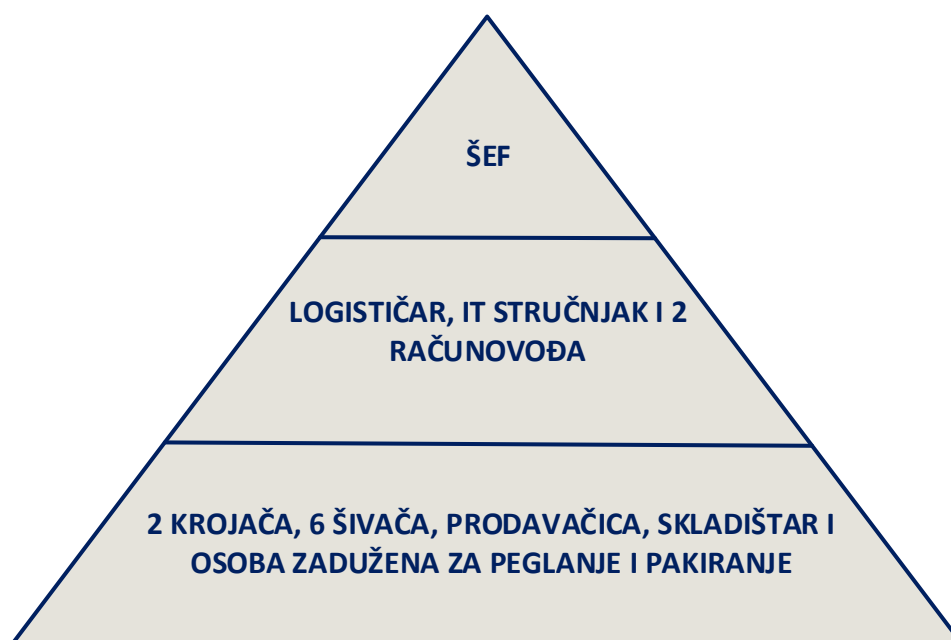 ŠEF
LOGISTIČAR, IT STRUČNJAK I 2
RAČUNOVOĐA
2 KROJAČA, 6 ŠIVAČA, PRODAVAČICA, SKLADIŠTAR I
OSOBA ZADUŽENA ZA PEGLANJE I PAKIRANJE